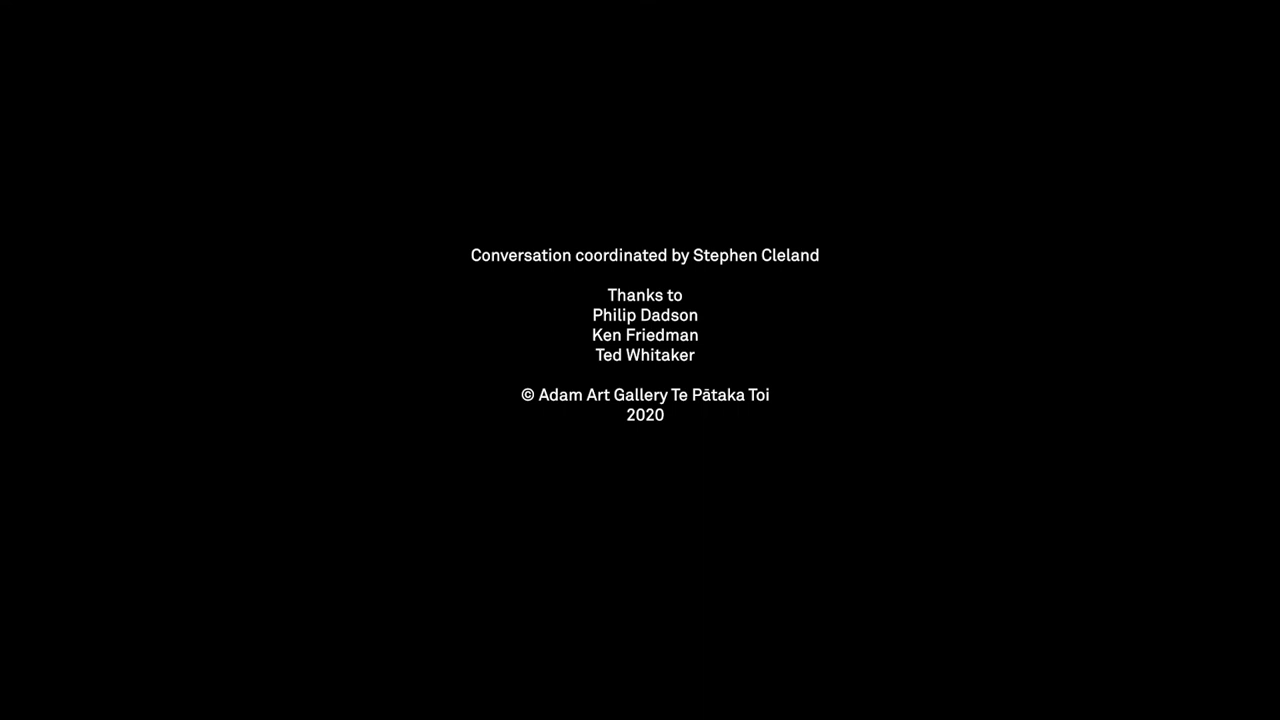 Conversation coordinated by Stephen Cleland
Thanks to
Philip Dadson
Ken Friedman
Ted Whitaker
© Adam Art Gallery Te Pātaka Toi
2020